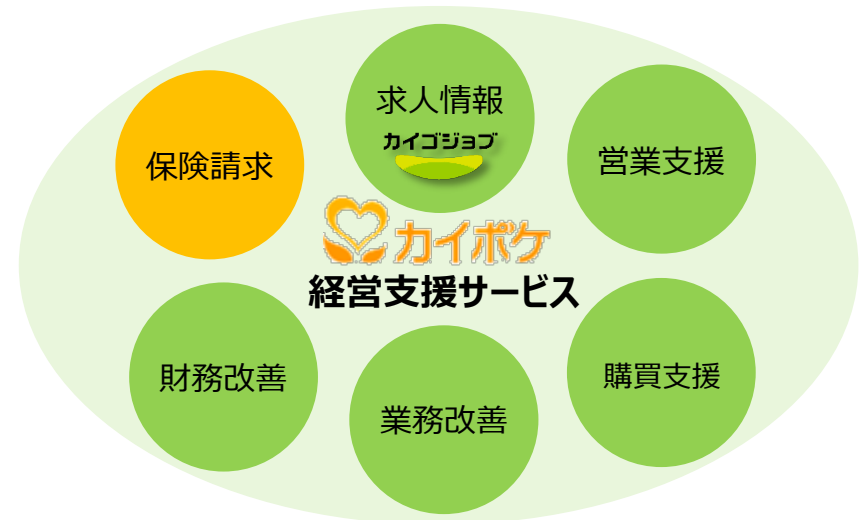 求人情報
カイゴジョブ
保険請求
営業支援
カイポケ
経営支援サービス
財務改善
購買支援
業務改善